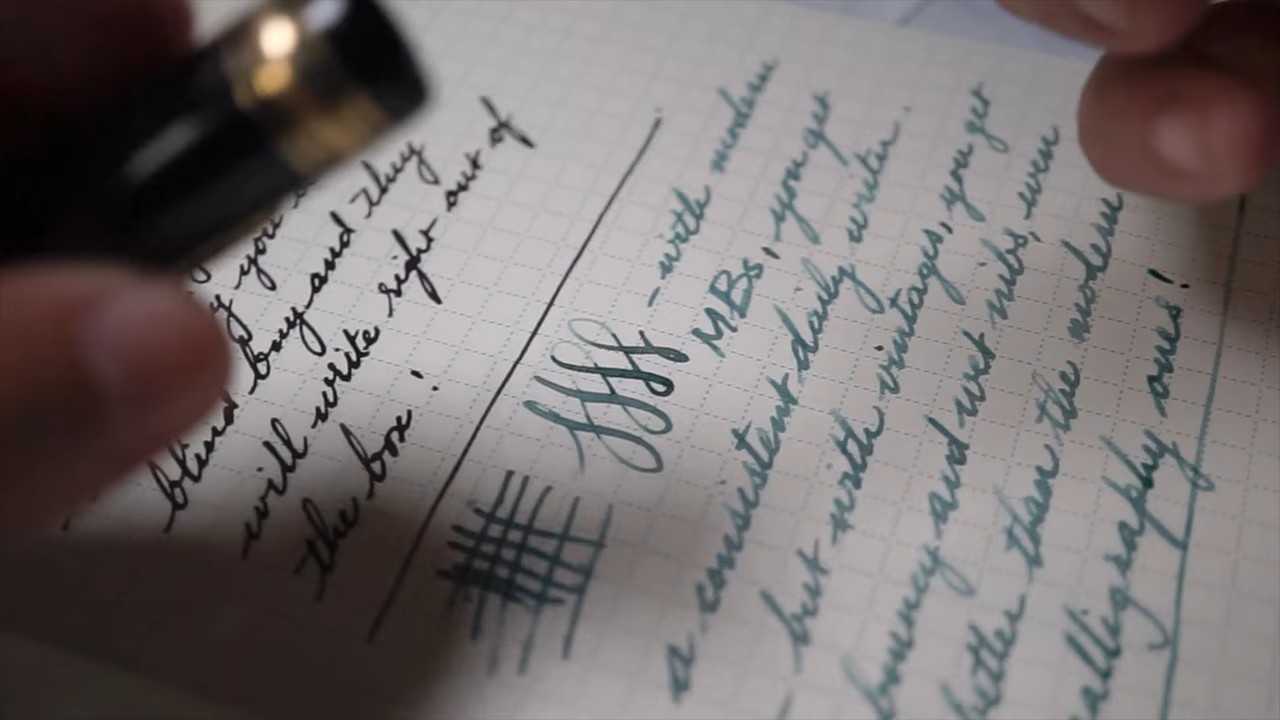 you
blind buy and they
will write right out of
the box!
- with modern
MBs, you get
a consistent daily writer.
- but with vintages, you get
bouncy and wet nibs, even
better than the modern
calligraphy ones!